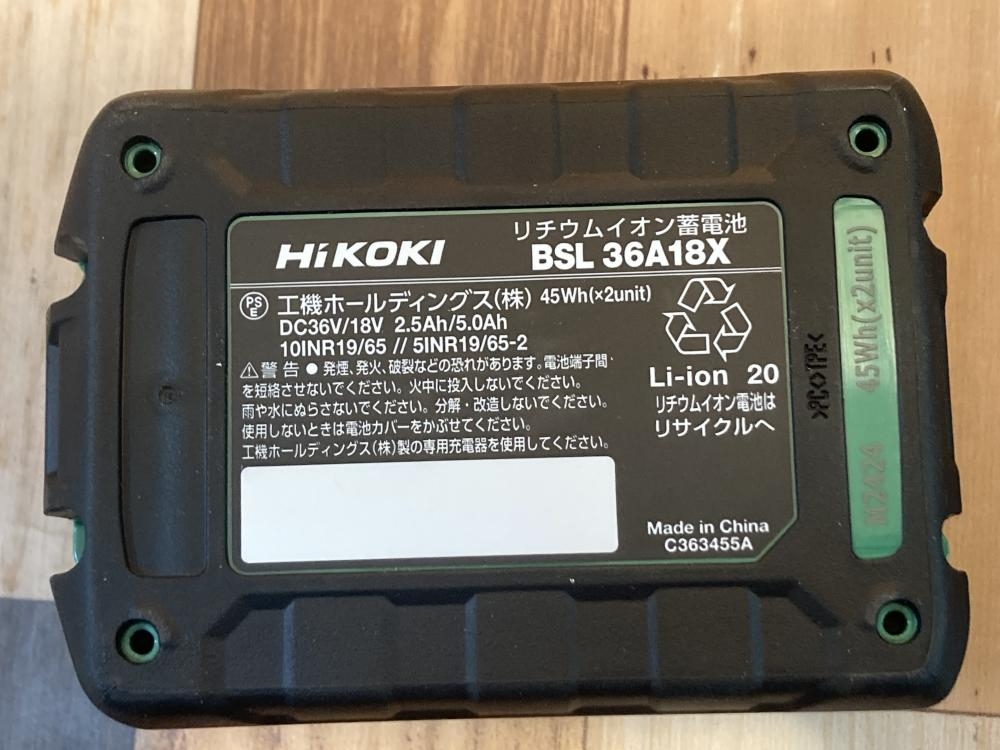 HiKOKI
リチウムイオン蓄電池
BSL 36A18X
PS
E
工機ホールディングス(株) 45Wh(×2unit)
DC36V/18V 2.5Ah/5.0Ah
10INR19/65 // 5INR19/65-2
⚠警告 ● 発煙、発火、破裂などの恐れがあります。電池端子間
を短絡させないでください。火中に投入しないでください。
雨や水にぬらさないでください。分解・改造しないでください。
使用しないときは電池カバーをかぶせてください。
工機ホールディングス(株)製の専用充電器を使用してください。
Li-ion 20
リチウムイオン電池は
リサイクルへ
Made in China
C363455A
>PC+TPE<
M2424 45Wh(x2unit)